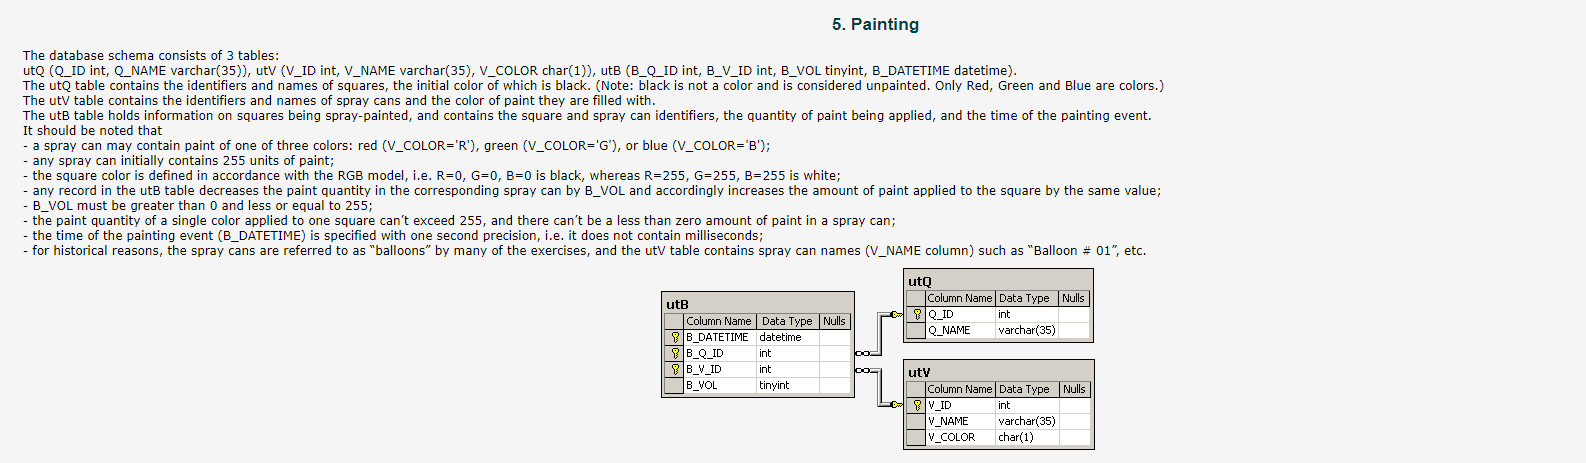 5. Painting
The database schema consists of 3 tables:
utQ (Q_ID int, Q_NAME varchar(35)), utV (V_ID int, V_NAME varchar(35), V_COLOR char(1)), utB (B_Q_ID int, B_V_ID int, B_VOL tinyint, B_DATETIME datetime).
The utQ table contains the identifiers and names of squares, the initial color of which is black. (Note: black is not a color and is considered unpainted. Only Red, Green and Blue are colors.)
The utV table contains the identifiers and names of spray cans and the color of paint they are filled with.
The utB table holds information on squares being spray-painted, and contains the square and spray can identifiers, the quantity of paint being applied, and the time of the painting event.
It should be noted that
- a spray can may contain paint of one of three colors: red (V_COLOR='R'), green (V_COLOR='G'), or blue (V_COLOR='B');
- any spray can initially contains 255 units of paint;
- the square color is defined in accordance with the RGB model, i.e. R=0, G=0, B=0 is black, whereas R=255, G=255, B=255 is white;
- any record in the utB table decreases the paint quantity in the corresponding spray can by B_VOL and accordingly increases the amount of paint applied to the square by the same value;
- B_VOL must be greater than 0 and less or equal to 255;
- the paint quantity of a single color applied to one square can’t exceed 255, and there can’t be a less than zero amount of paint in a spray can;
- the time of the painting event (B_DATETIME) is specified with one second precision, i.e. it does not contain milliseconds;
- for historical reasons, the spray cans are referred to as “balloons” by many of the exercises, and the utV table contains spray can names (V_NAME column) such as “Balloon # 01”, etc.
utB
Column Name Data Type Nulls
B_DATETIME datetime
B_Q_ID int
B_V_ID int
B_VOL tinyint
utQ
Column Name Data Type Nulls
Q_ID int
Q_NAME varchar(35)
utV
Column Name Data Type Nulls
V_ID int
V_NAME varchar(35)
V_COLOR char(1)